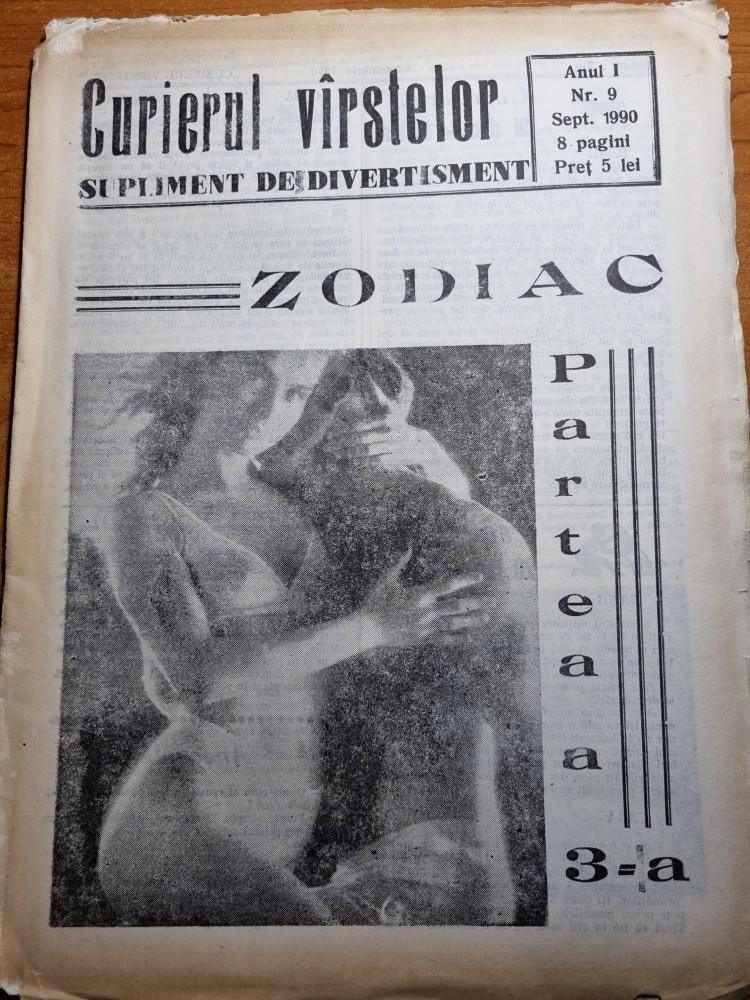 Curierul vîrstelor
SUPLIMENT DE DIVERTISMENT
Anul I
Nr. 9
Sept. 1990
8 pagini
Preț 5 lei
ZODIAC
Partea a
3-a